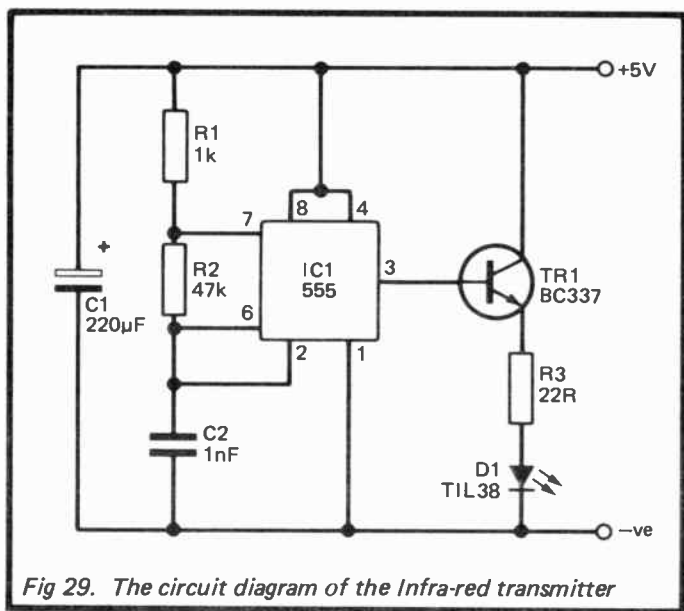 +5V
R1
1k
8
4
7
R2
47k
IC1
555
3
TR1
BC337
+
C1
220µF
6
2
1
R3
22R
C2
1nF
D1
TIL38
−ve
Fig 29. The circuit diagram of the Infra-red transmitter